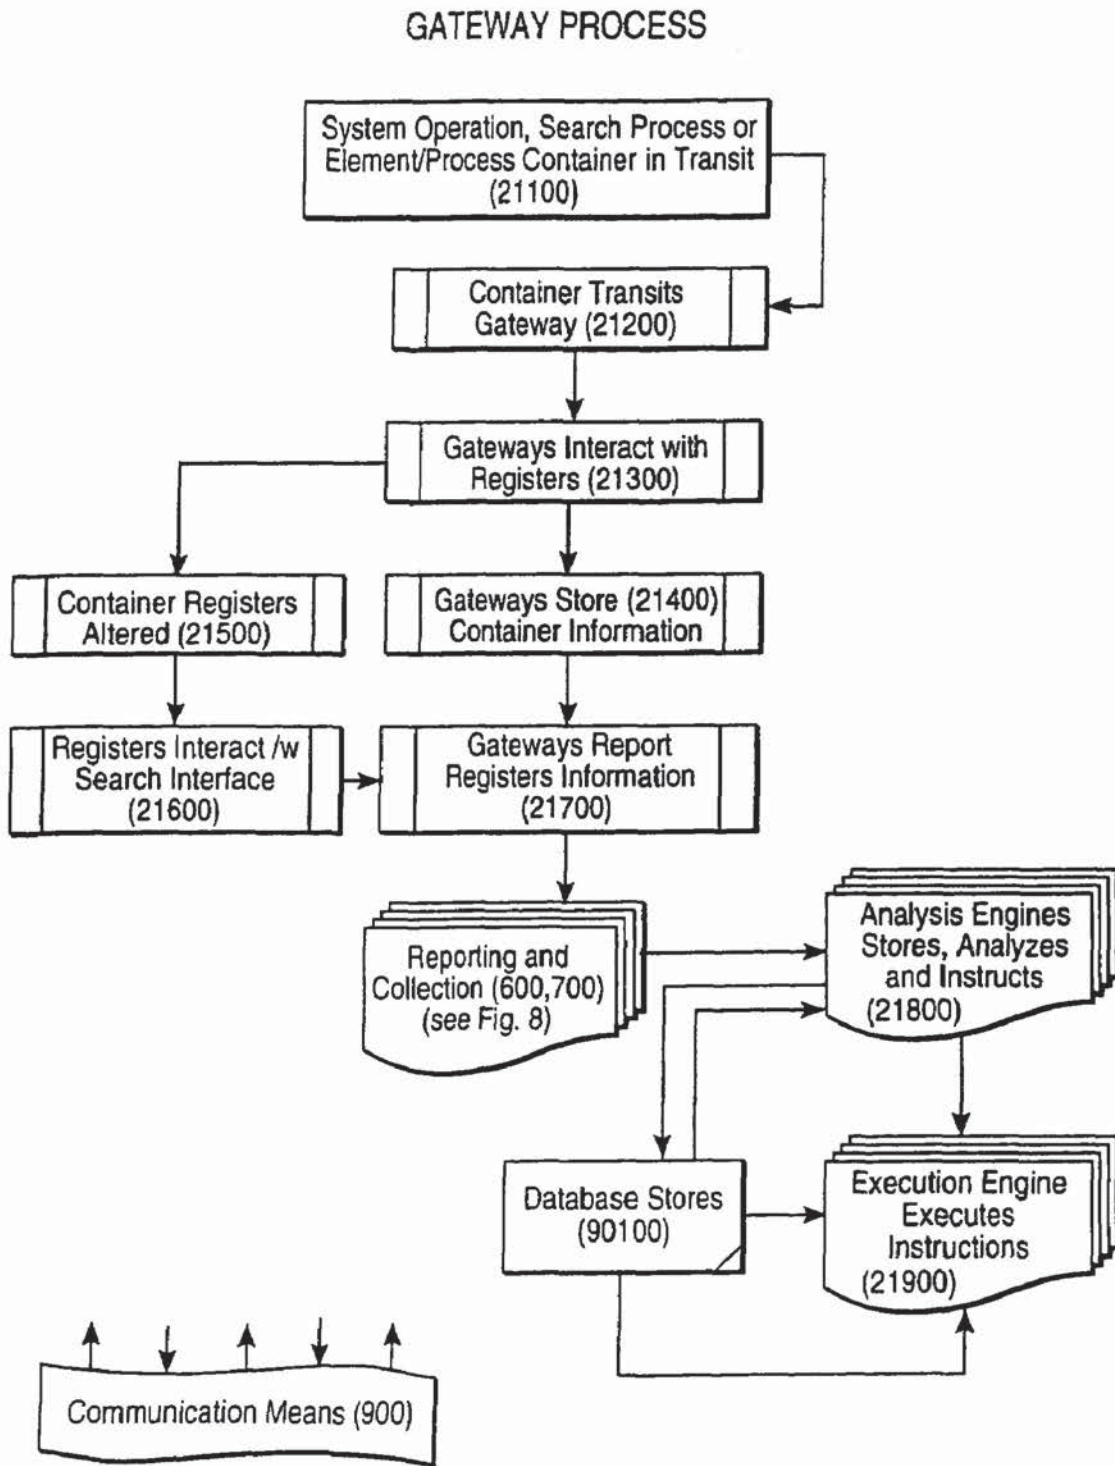 GATEWAY PROCESS
System Operation, Search Process or
Element/Process Container in Transit
(21100)
Container Transits
Gateway (21200)
Gateways Interact with
Registers (21300)
Container Registers
Altered (21500)
Gateways Store (21400)
Container Information
Registers Interact /w
Search Interface
(21600)
Gateways Report
Registers Information
(21700)
Reporting and
Collection (600,700)
(see Fig. 8)
Analysis Engines
Stores, Analyzes
and Instructs
(21800)
Database Stores
(90100)
Execution Engine
Executes
Instructions
(21900)
Communication Means (900)